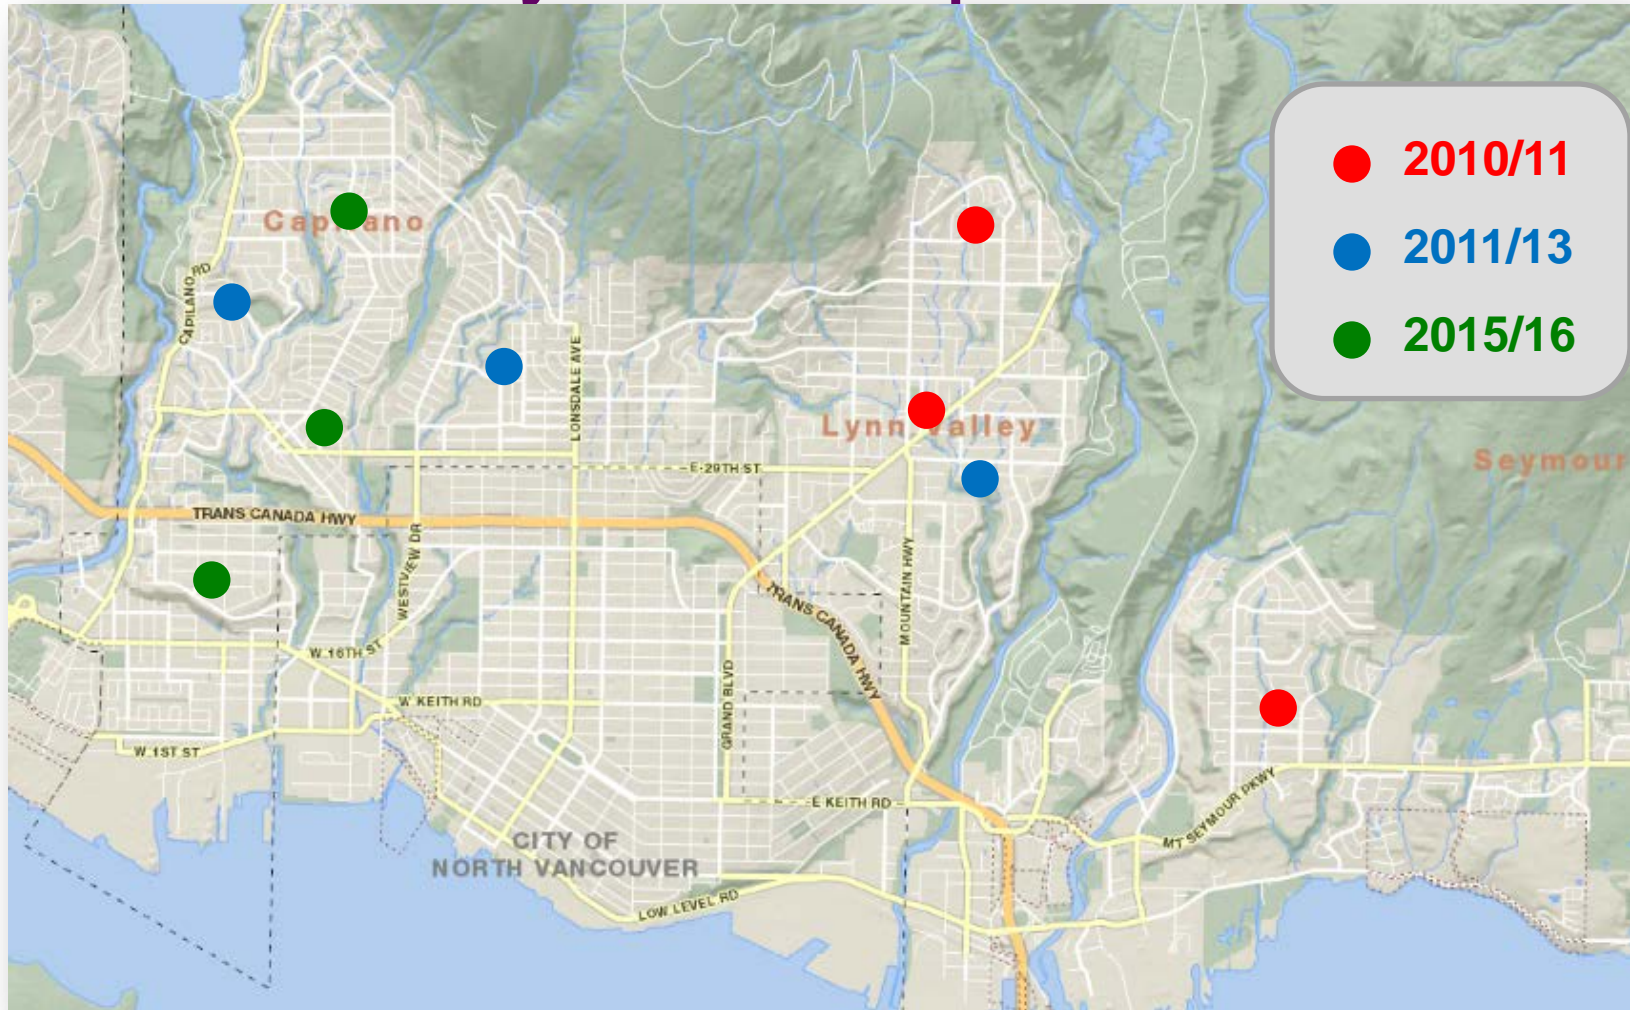 2010/11
2011/13
2015/16
Capilano
CAPILANO RD
LONSDALE AVE
Lynn Valley
Seymour
E 29TH ST
TRANS CANADA HWY
WESTVIEW DR
MOUNTAIN HWY
TRANS CANADA HWY
W 16TH ST
GRAND BLVD
W KEITH RD
W 1ST ST
E KEITH RD
MT SEYMOUR PKWY
CITY OF
NORTH VANCOUVER
LOW LEVEL RD